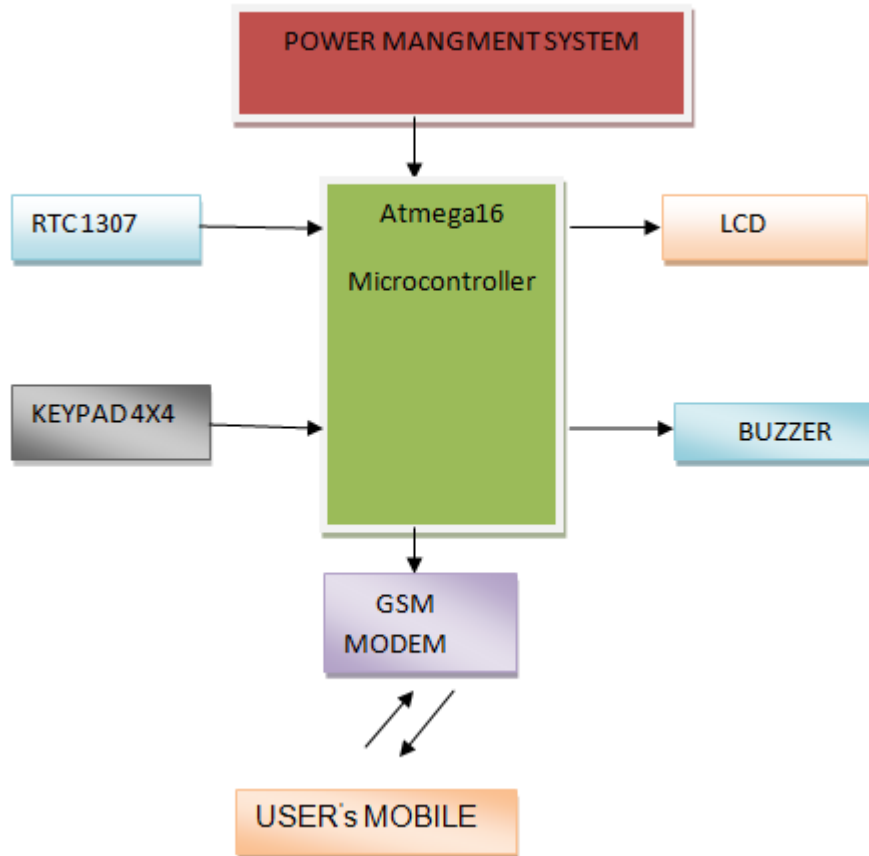 POWER MANGMENT SYSTEM
RTC 1307
Atmega16
Microcontroller
LCD
KEYPAD 4X4
BUZZER
GSM
MODEM
USER's MOBILE